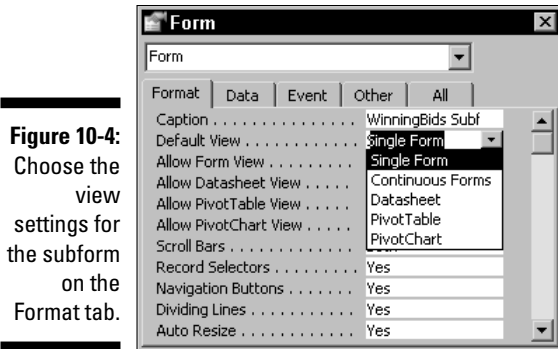 Form
Form
Format Data Event Other All
Caption . . . . . . . . . . . . . . . WinningBids Subf
Default View . . . . . . . . . . . . Single Form
Allow Form View . . . . . . . . . Single Form
Allow Datasheet View . . . . . Continuous Forms
Allow PivotTable View . . . . . Datasheet
Allow PivotChart View . . . . . PivotTable
PivotChart
Scroll Bars . . . . . . . . . . . . .
Record Selectors . . . . . . . . . Yes
Navigation Buttons . . . . . . . Yes
Dividing Lines . . . . . . . . . . . Yes
Auto Resize . . . . . . . . . . . . Yes
Figure 10-4:
Choose the
view
settings for
the subform
on the
Format tab.